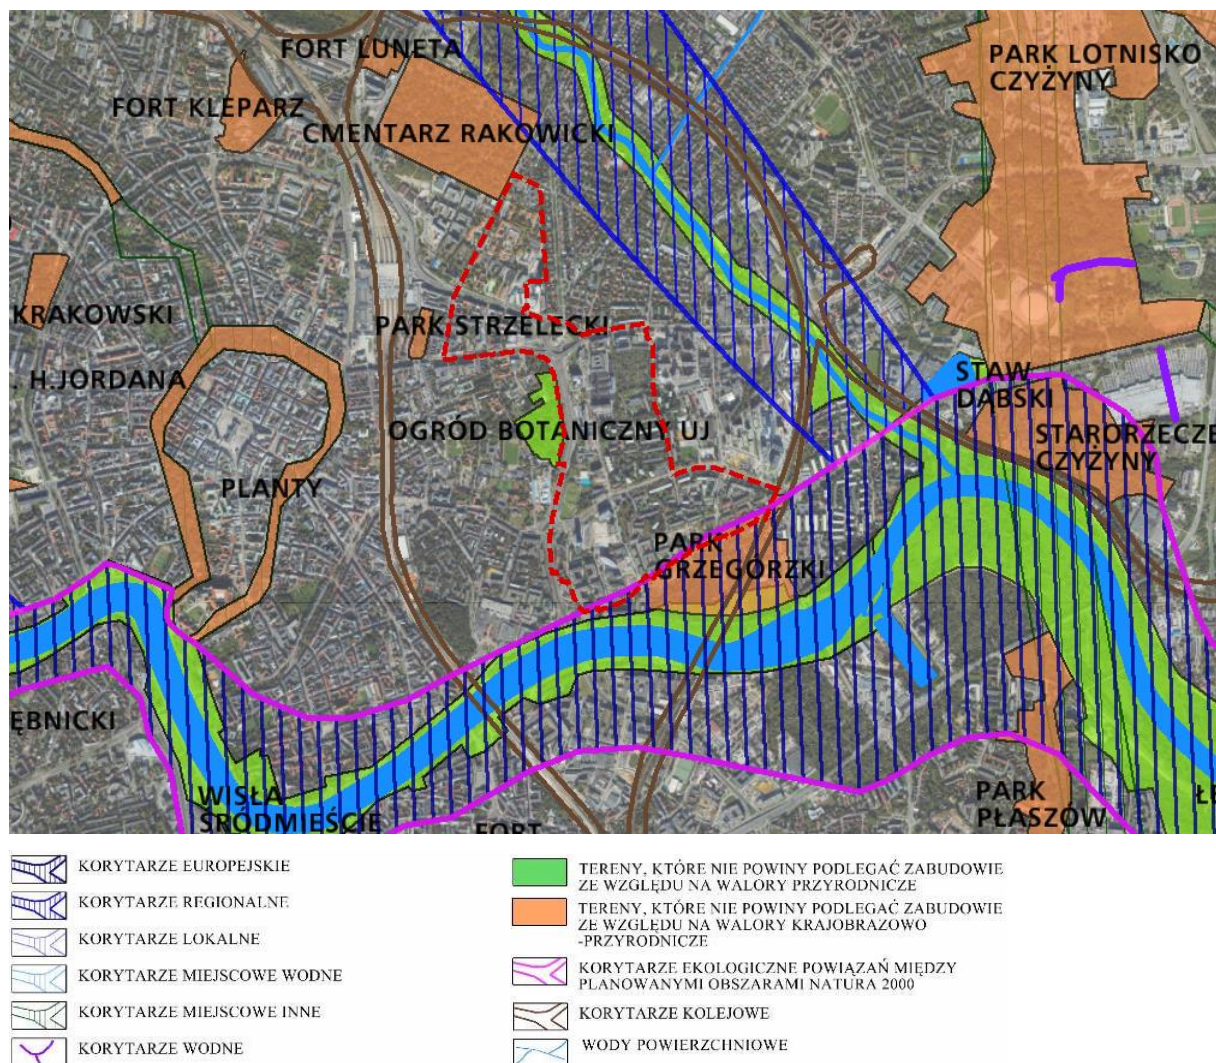 FORT LUNETA
PARK LOTNISKO
CZYŻYNY
FORT KLEPARZ
CMENTARZ RAKOWICKI
KRAKOWSKI
PARK STRZELECKI
. H.JORDANA
STAW
DĄBSKI
OGRÓD BOTANICZNY UJ
STARORZECZE
CZYŻYNY
PLANTY
PARK
GRZEGÓRZKI
ĘBNICKI
WISŁA
ŚRÓDMIEŚCIE
FORT
PARK
PŁASZÓW
ŁĘ
KORYTARZE EUROPEJSKIE
KORYTARZE REGIONALNE
KORYTARZE LOKALNE
KORYTARZE MIEJSCOWE WODNE
KORYTARZE MIEJSCOWE INNE
KORYTARZE WODNE
TERENY, KTÓRE NIE POWINY PODLEGAĆ ZABUDOWIE
ZE WZGLĘDU NA WALORY PRZYRODNICZE
TERENY, KTÓRE NIE POWINY PODLEGAĆ ZABUDOWIE
ZE WZGLĘDU NA WALORY KRAJOBRAZOWO
-PRZYRODNICZE
KORYTARZE EKOLOGICZNE POWIĄZAŃ MIĘDZY
PLANOWANYMI OBSZARAMI NATURA 2000
KORYTARZE KOLEJOWE
WODY POWIERZCHNIOWE